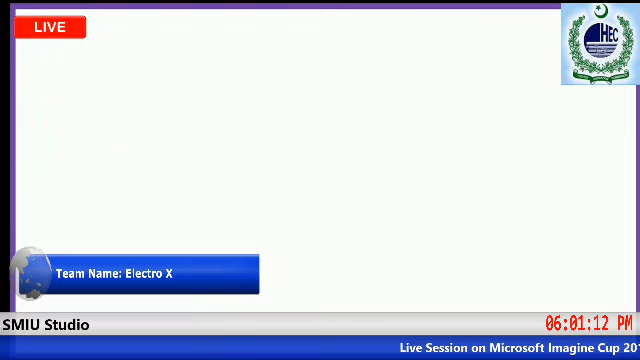 LIVE
HEC
Team Name: Electro X
SMIU Studio
06:01:12 PM
Live Session on Microsoft Imagine Cup